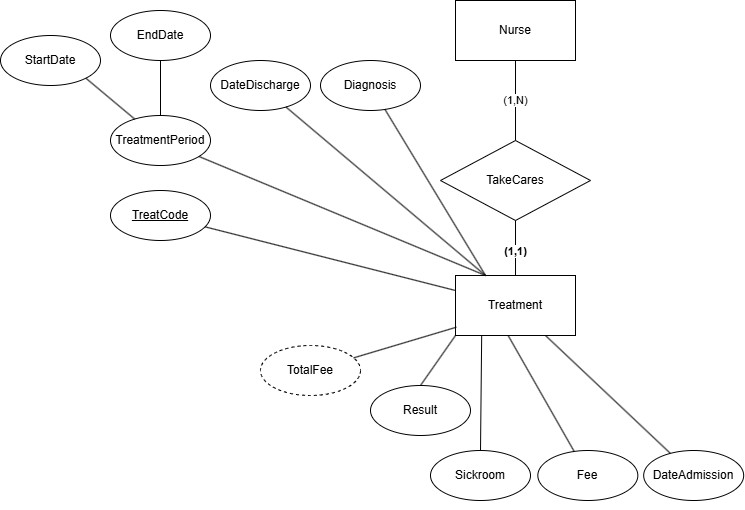 Nurse
EndDate
StartDate
DateDischarge
Diagnosis
(1,N)
TreatmentPeriod
TakeCares
TreatCode
(1,1)
Treatment
TotalFee
Result
Sickroom
Fee
DateAdmission